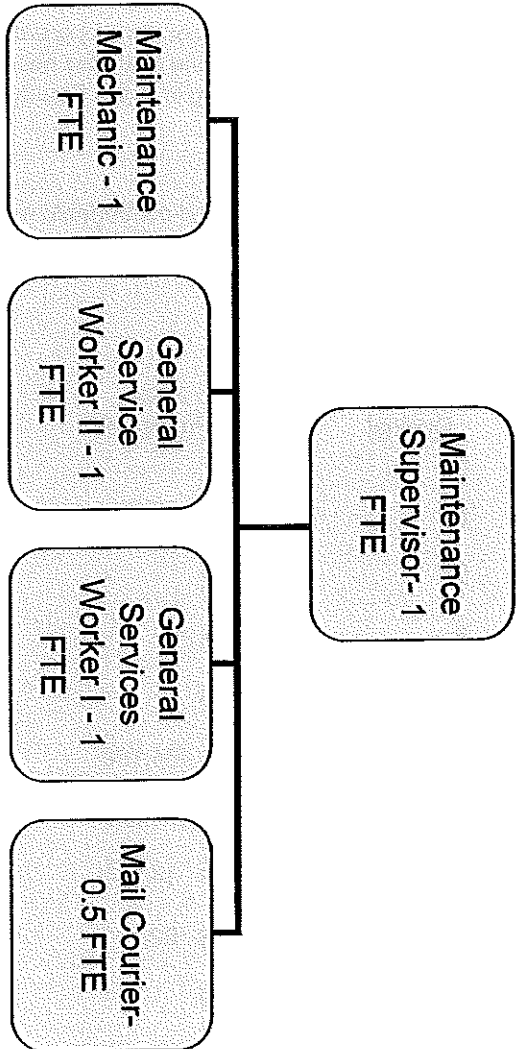 Maintenance
Supervisor- 1
FTE
Maintenance
Mechanic - 1
FTE
General
Service
Worker II - 1
FTE
General
Services
Worker I - 1
FTE
Mail Courier-
0.5 FTE